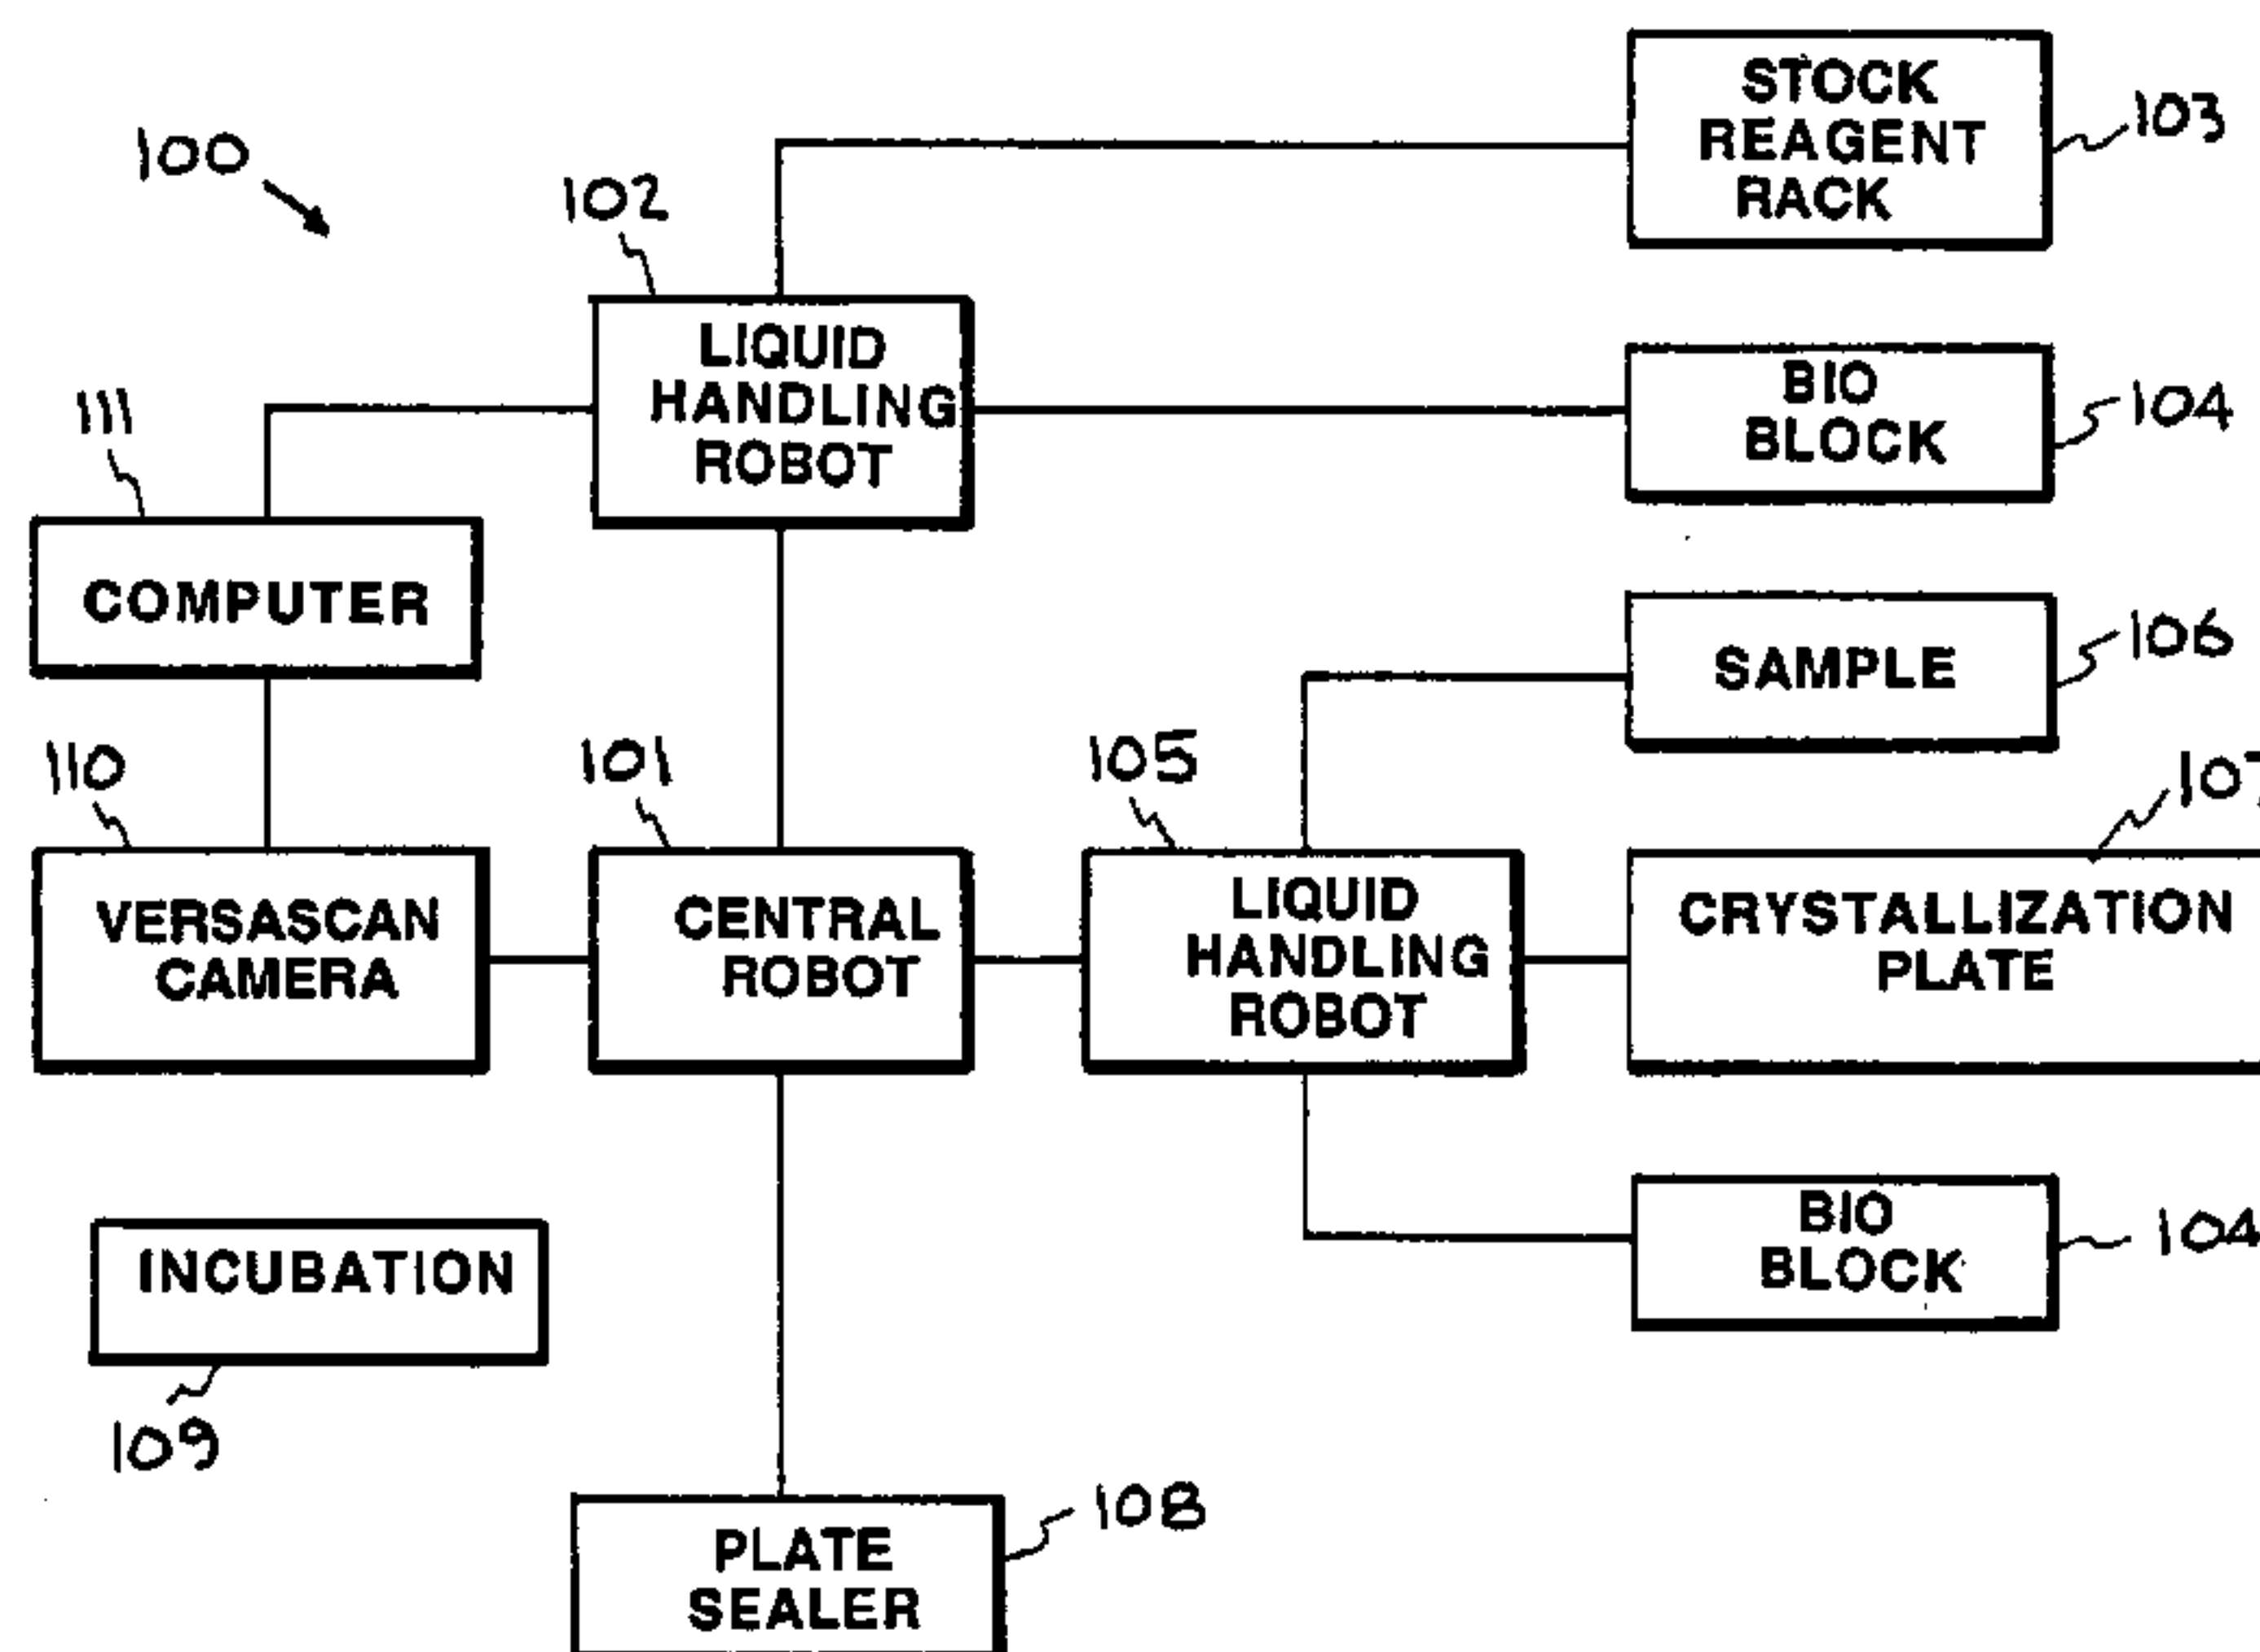 100
102
STOCK
REAGENT
RACK
103
LIQUID
HANDLING
ROBOT
BIO
BLOCK
104
111
COMPUTER
SAMPLE
106
110
101
105
107
VERSASCAN
CAMERA
CENTRAL
ROBOT
LIQUID
HANDLING
ROBOT
CRYSTALLIZATION
PLATE
INCUBATION
109
BIO
BLOCK
104
PLATE
SEALER
108